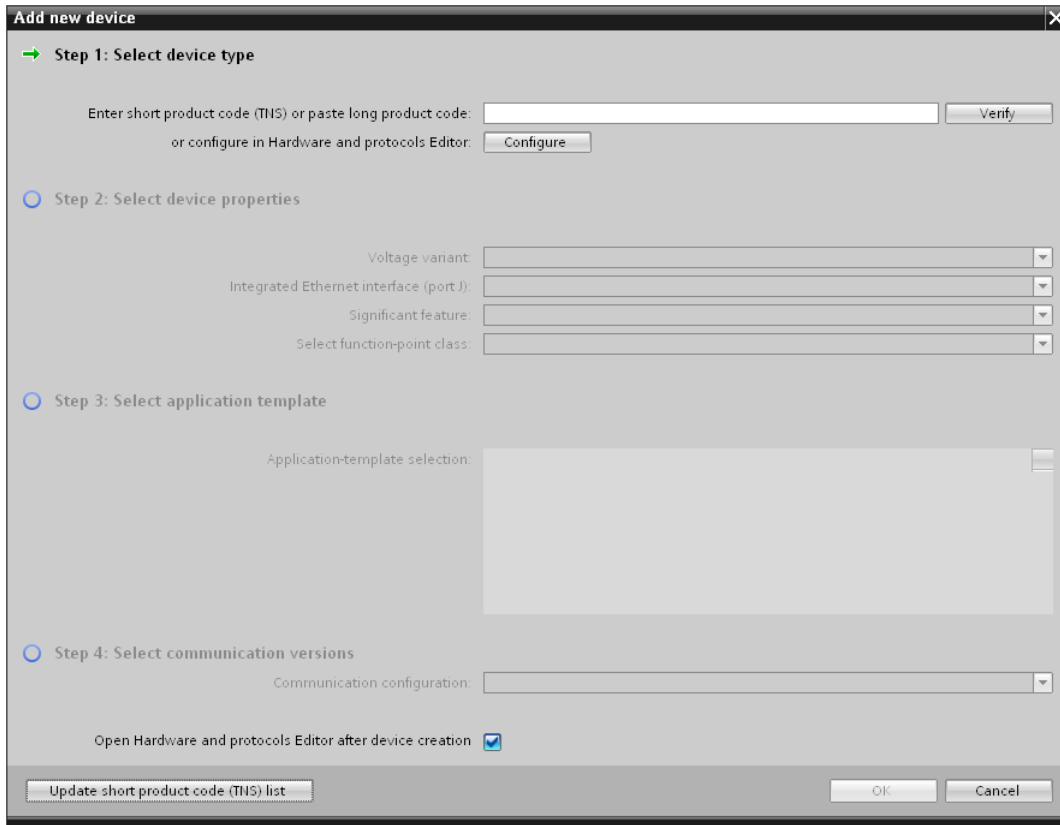 Add new device
Step 1: Select device type
Enter short product code (TNS) or paste long product code:
Verify
or configure in Hardware and protocols Editor:
Configure
Step 2: Select device properties
Voltage variant:
Integrated Ethernet interface (port J):
Significant feature:
Select function-point class:
Step 3: Select application template
Application-template selection:
Step 4: Select communication versions
Communication configuration:
Open Hardware and protocols Editor after device creation
Update short product code (TNS) list
OK
Cancel